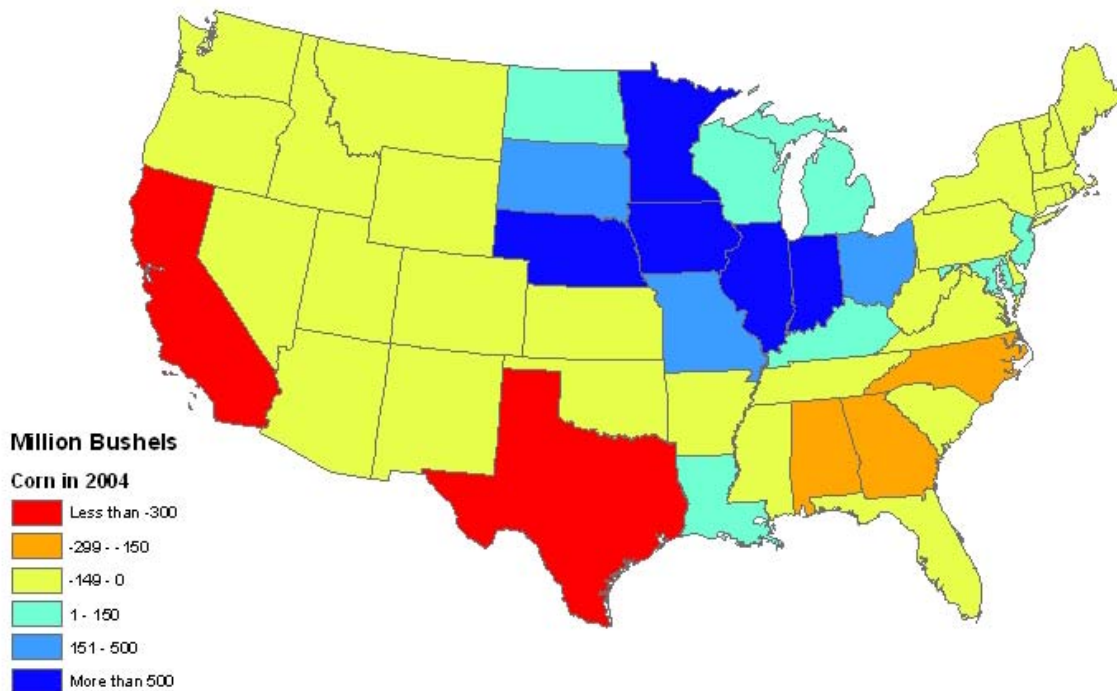 Million Bushels
Corn in 2004
Less than -300
-299 - -150
-149 - 0
1 - 150
151 - 500
More than 500